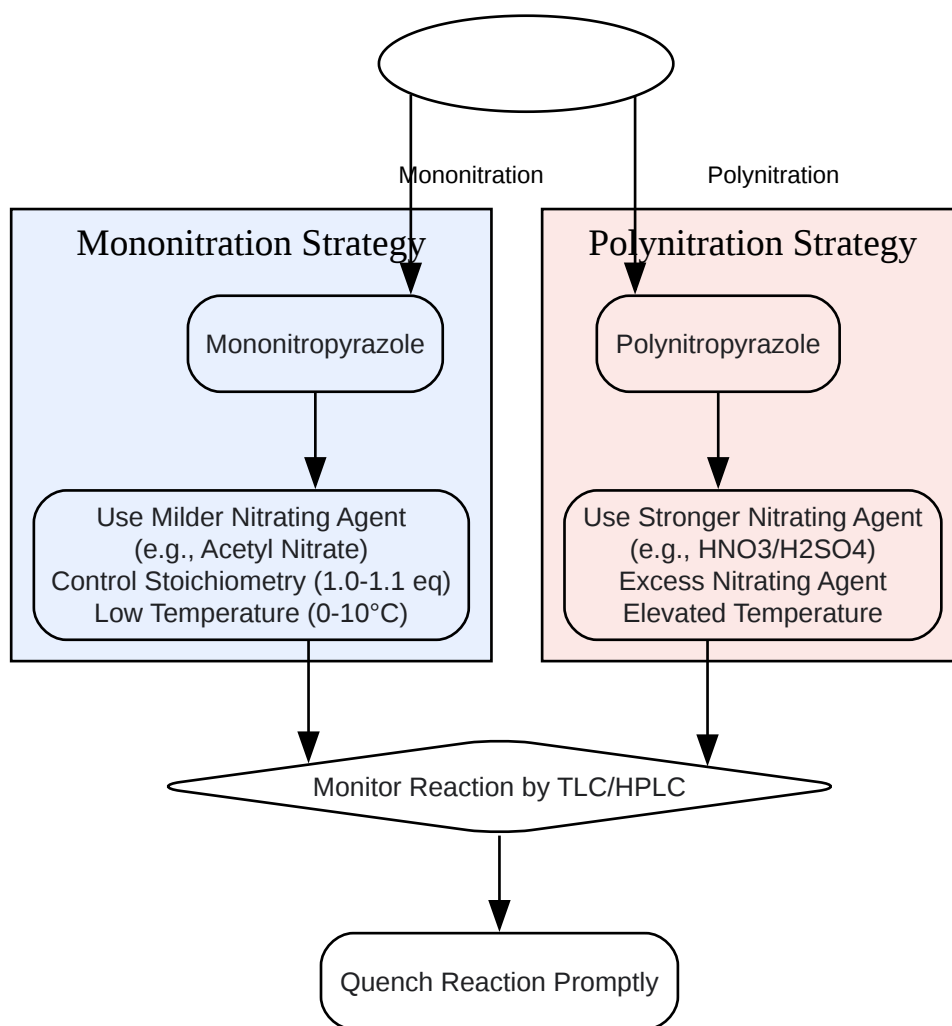 Mononitration
Polynitration
Mononitration Strategy
Polynitration Strategy
Mononitropyrazole
Polynitropyrazole
Use Milder Nitrating Agent
(e.g., Acetyl Nitrate)
Control Stoichiometry (1.0-1.1 eq)
Low Temperature (0-10°C)
Use Stronger Nitrating Agent
(e.g., HNO3/H2SO4)
Excess Nitrating Agent
Elevated Temperature
Monitor Reaction by TLC/HPLC
Quench Reaction Promptly